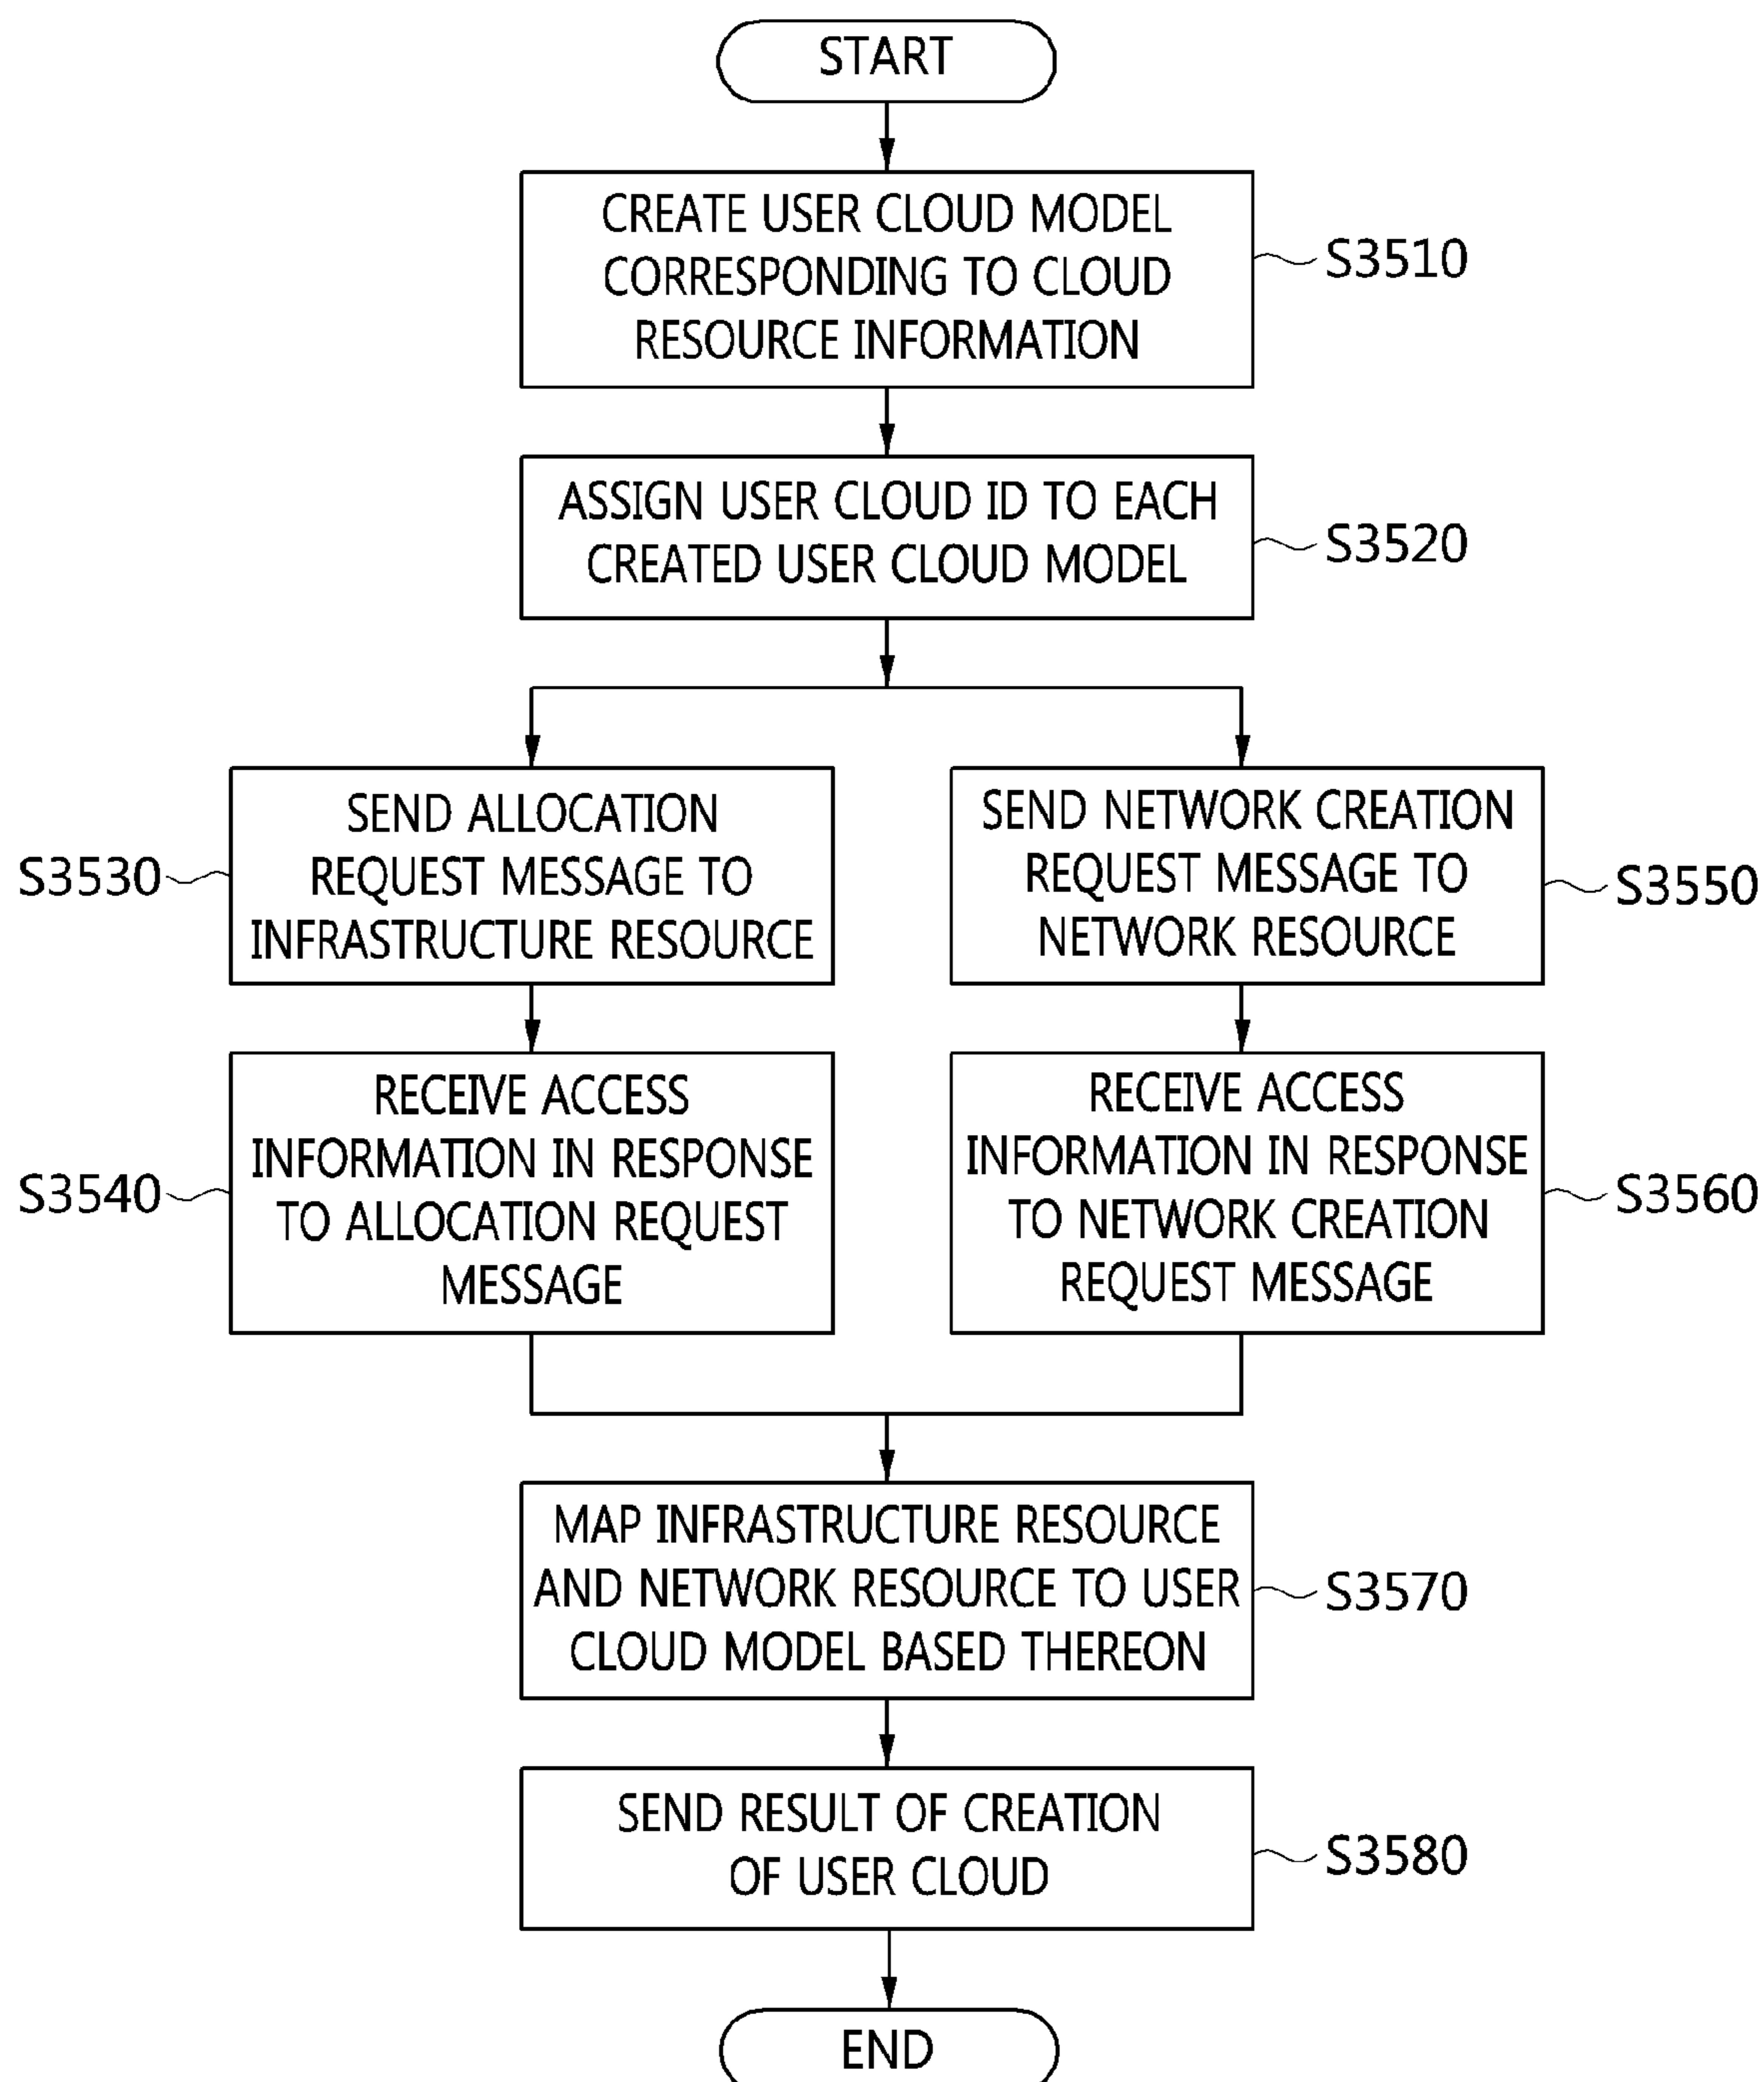 START
CREATE USER CLOUD MODEL
CORRESPONDING TO CLOUD
RESOURCE INFORMATION
S3510
ASSIGN USER CLOUD ID TO EACH
CREATED USER CLOUD MODEL
S3520
SEND ALLOCATION
REQUEST MESSAGE TO
INFRASTRUCTURE RESOURCE
S3530
SEND NETWORK CREATION
REQUEST MESSAGE TO
NETWORK RESOURCE
S3550
RECEIVE ACCESS
INFORMATION IN RESPONSE
TO ALLOCATION REQUEST
MESSAGE
S3540
RECEIVE ACCESS
INFORMATION IN RESPONSE
TO NETWORK CREATION
REQUEST MESSAGE
S3560
MAP INFRASTRUCTURE RESOURCE
AND NETWORK RESOURCE TO USER
CLOUD MODEL BASED THEREON
S3570
SEND RESULT OF CREATION
OF USER CLOUD
S3580
END